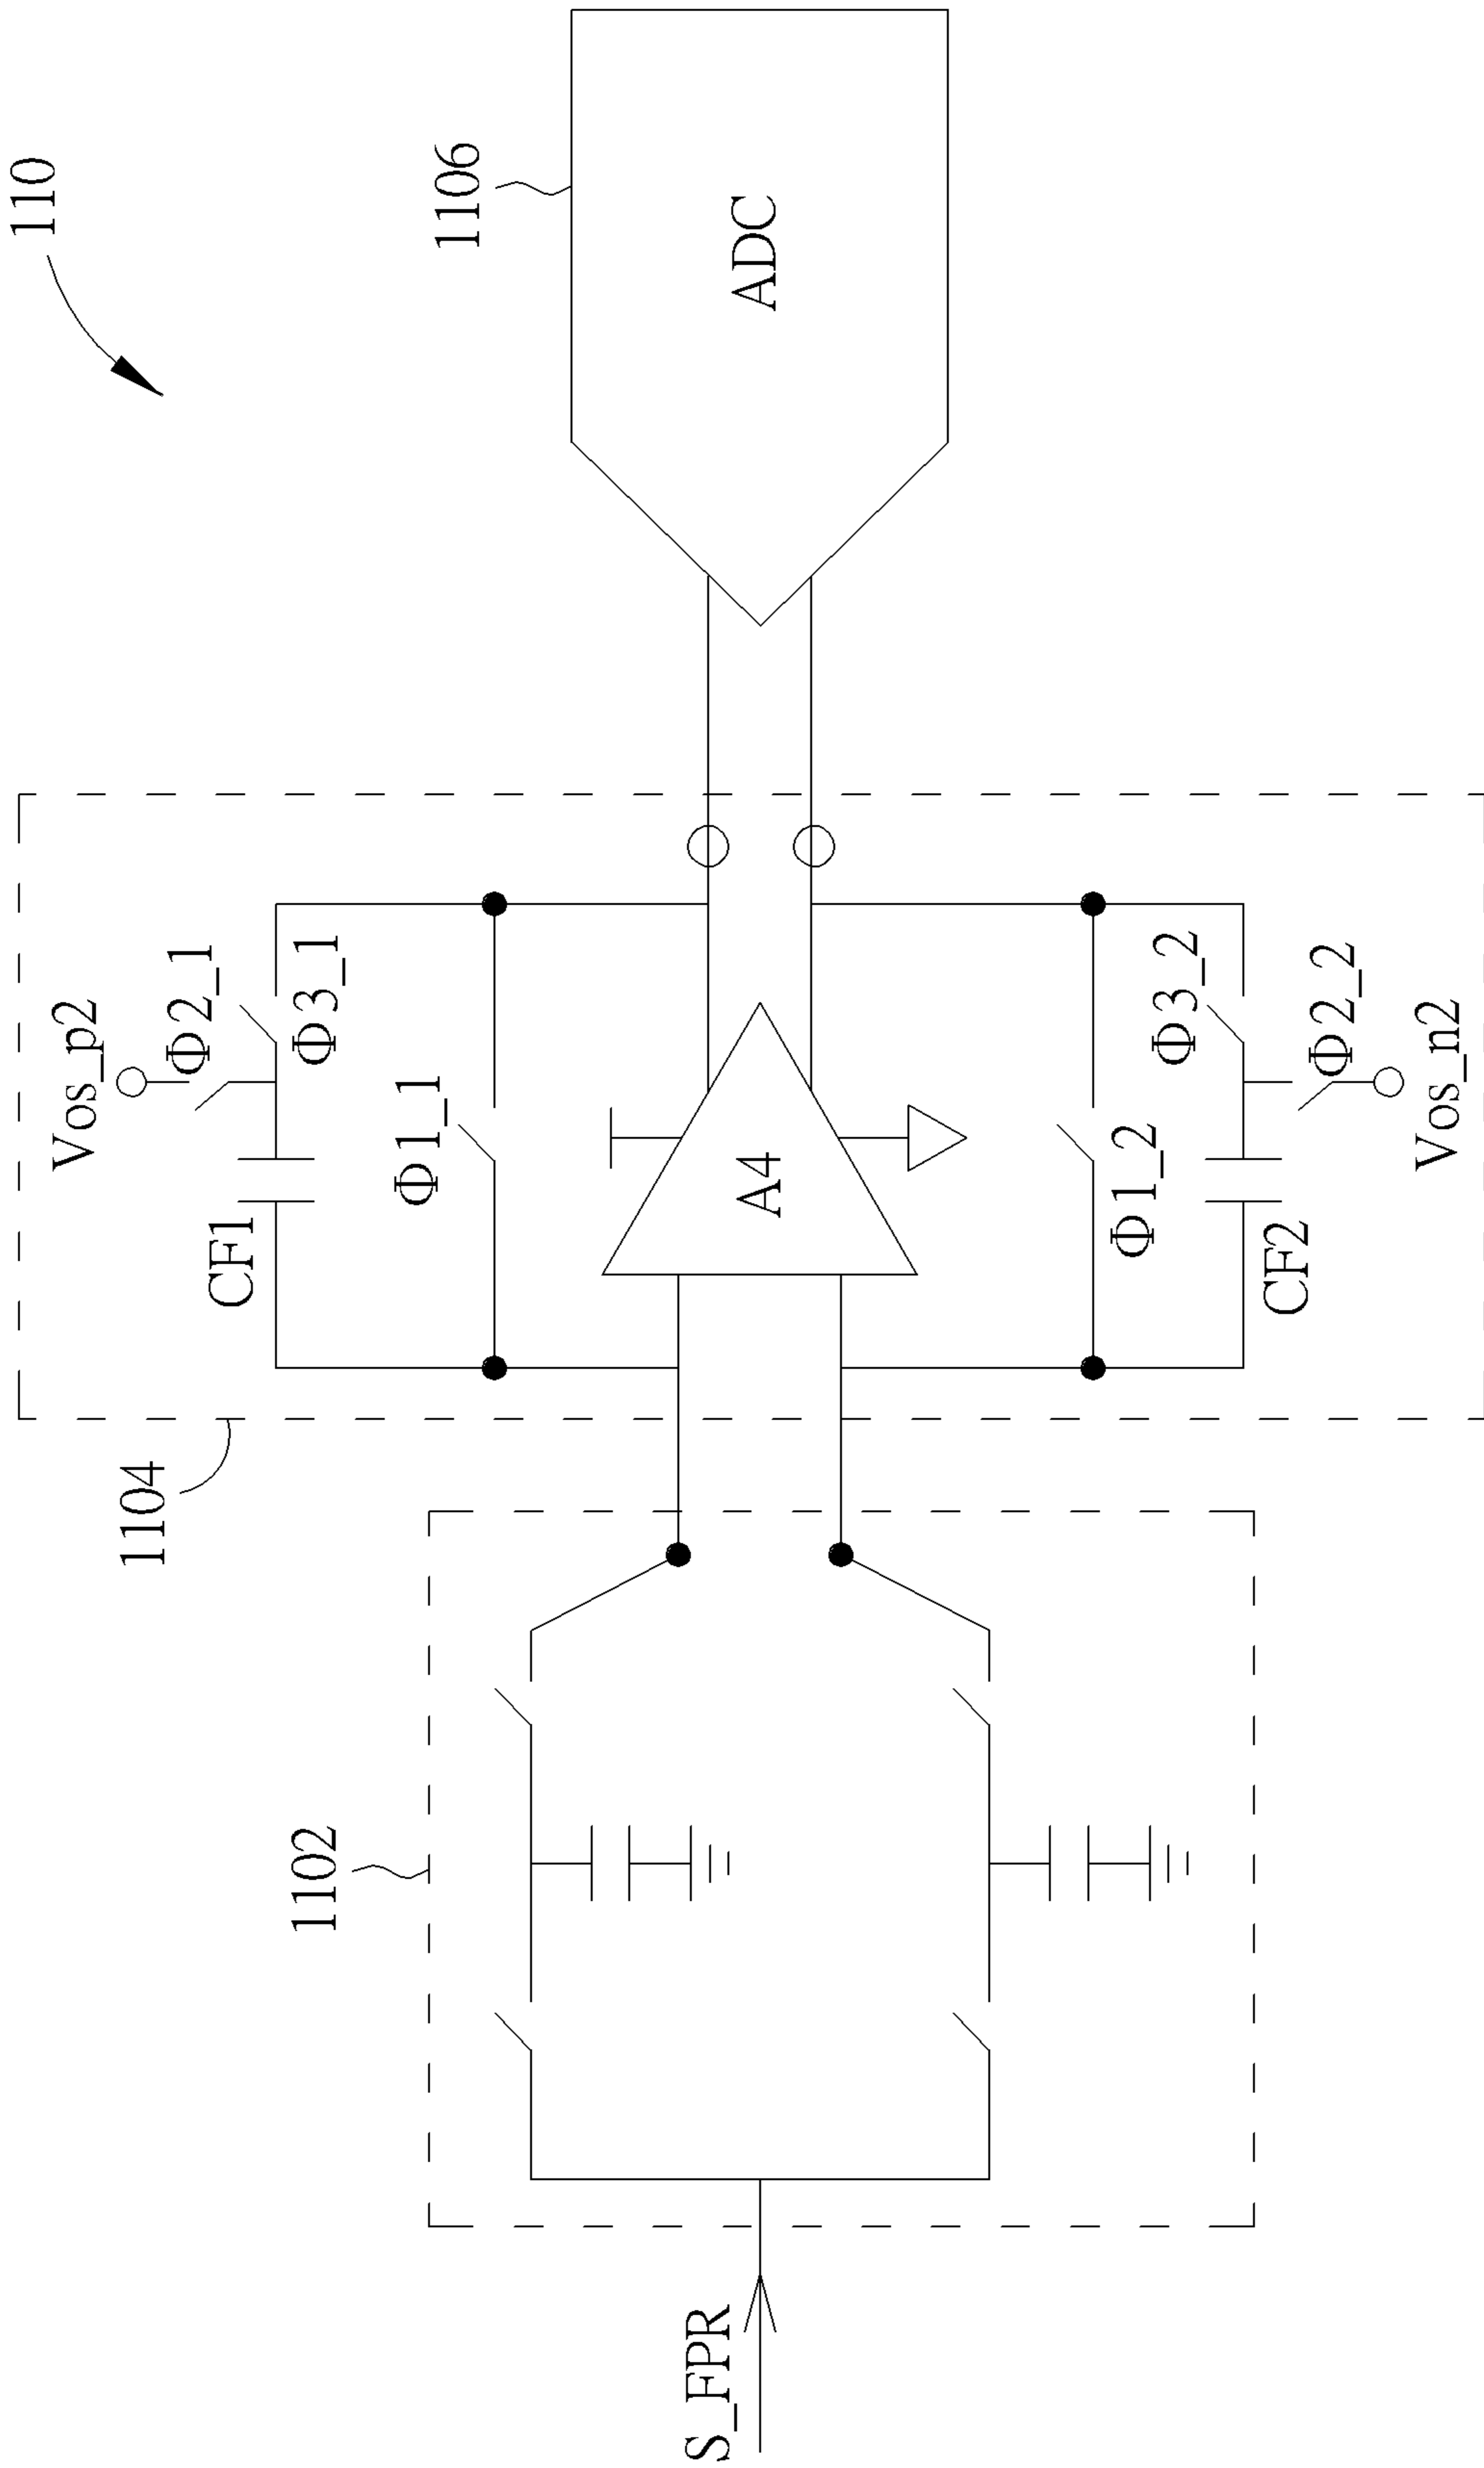 110
1106
ADC
Vos_p2
Φ2_1
Φ3_1
CF1
Φ1_1
A4
Φ1_2
Φ3_2
Φ2_2
CF2
Vos_n2
1104
1102
S_FPR